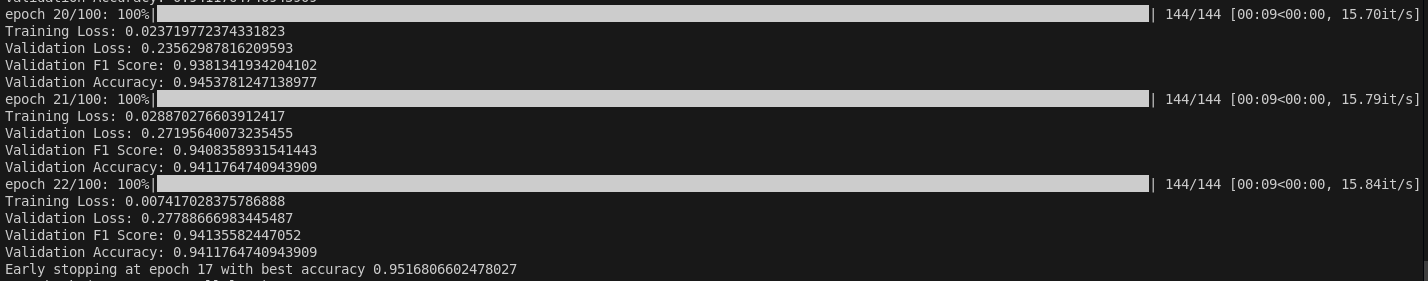 Validation Accuracy: 0.9411764740943909
epoch 20/100: 100%| | 144/144 [00:09<00:00, 15.70it/s]
Training Loss: 0.023719772374331823
Validation Loss: 0.23562987816209593
Validation F1 Score: 0.9381341934204102
Validation Accuracy: 0.9453781247138977
epoch 21/100: 100%| | 144/144 [00:09<00:00, 15.79it/s]
Training Loss: 0.028870276603912417
Validation Loss: 0.27195640073235455
Validation F1 Score: 0.9408358931541443
Validation Accuracy: 0.9411764740943909
epoch 22/100: 100%| | 144/144 [00:09<00:00, 15.84it/s]
Training Loss: 0.007417028375786888
Validation Loss: 0.27788666983445487
Validation F1 Score: 0.94135582447052
Validation Accuracy: 0.9411764740943909
Early stopping at epoch 17 with best accuracy 0.9516806602478027